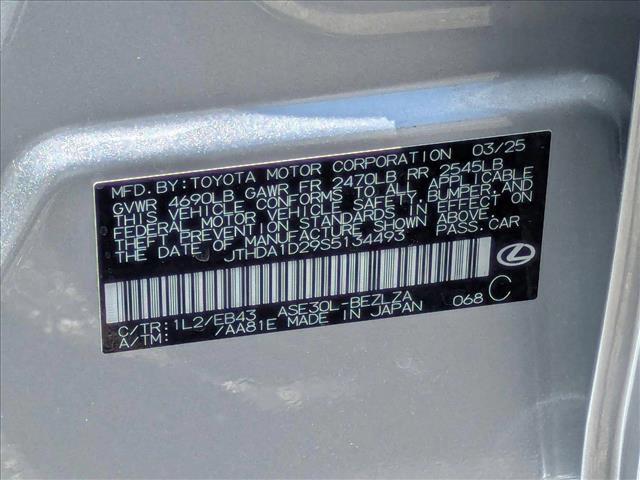 MFD. BY: TOYOTA MOTOR CORPORATION 03/25
GVWR 4690LB GAWR FR 2470LB RR 2545LB
THIS VEHICLE CONFORMS TO ALL APPLICABLE
FEDERAL MOTOR VEHICLE SAFETY, BUMPER, AND
THEFT PREVENTION STANDARDS IN EFFECT ON
THE DATE OF MANUFACTURE SHOWN ABOVE.
JTHDA1D29S5134493 PASS. CAR
C/TR: 1L2/EB43 ASE30L-BEZLZA 068 C
A/TM: /AA81E MADE IN JAPAN